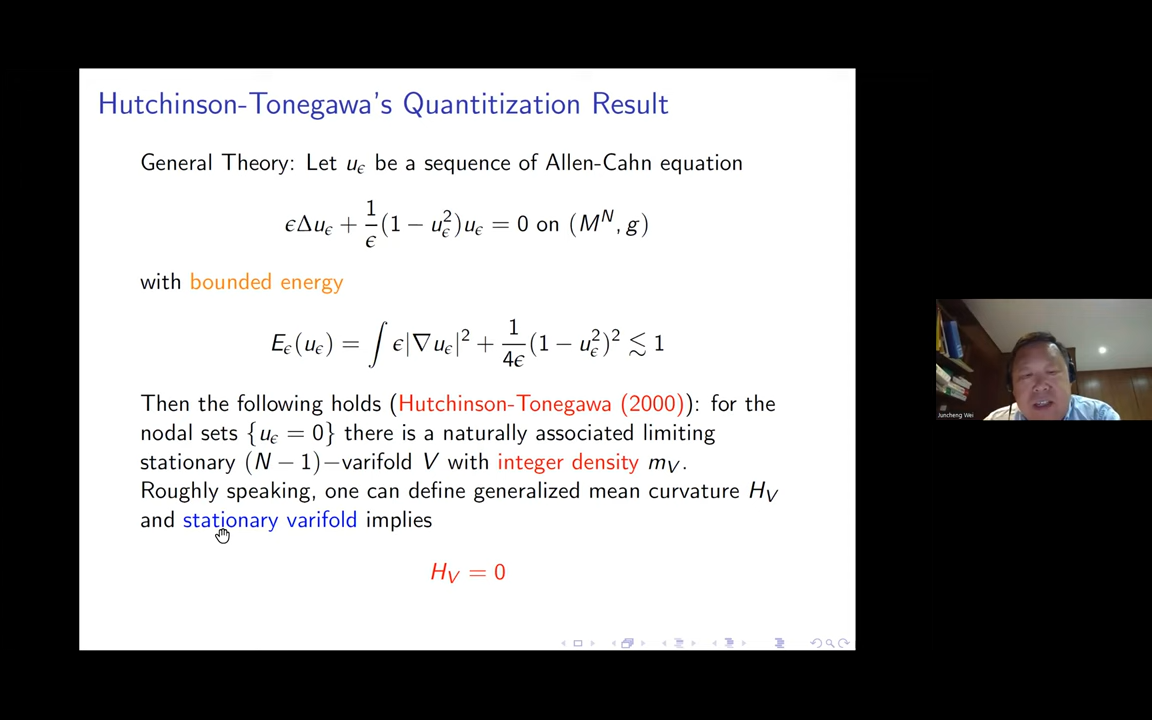 Hutchinson-Tonegawa's Quantitization Result
General Theory: Let u_ϵ be a sequence of Allen-Cahn equation
ϵΔu_ϵ + 1/ϵ (1 − u_ϵ^2)u_ϵ = 0 on (M^N, g)
with bounded energy
E_ϵ(u_ϵ) = ∫ ϵ|∇u_ϵ|^2 + 1/4ϵ (1 − u_ϵ^2)^2 ≲ 1
Then the following holds (Hutchinson-Tonegawa (2000)): for the
nodal sets {u_ϵ = 0} there is a naturally associated limiting
stationary (N − 1)−varifold V with integer density m_V.
Roughly speaking, one can define generalized mean curvature H_V
and stationary varifold implies
H_V = 0
Juncheng Wei